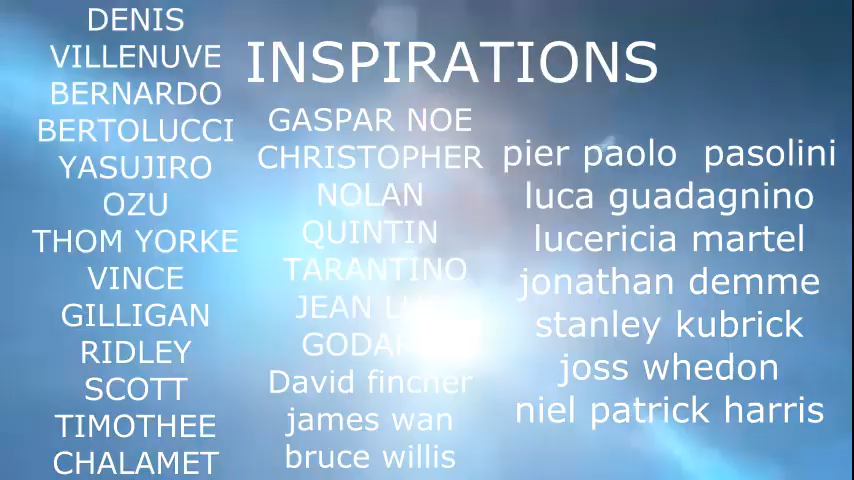 INSPIRATIONS
DENIS
VILLENUVE
BERNARDO
BERTOLUCCI
YASUJIRO
OZU
THOM YORKE
VINCE
GILLIGAN
RIDLEY
SCOTT
TIMOTHEE
CHALAMET
GASPAR NOE
CHRISTOPHER
NOLAN
QUINTIN
TARANTINO
JEAN
David fincher
james wan
bruce willis
pier paolo pasolini
luca guadagnino
lucericia martel
jonathan demme
stanley kubrick
joss whedon
niel patrick harris